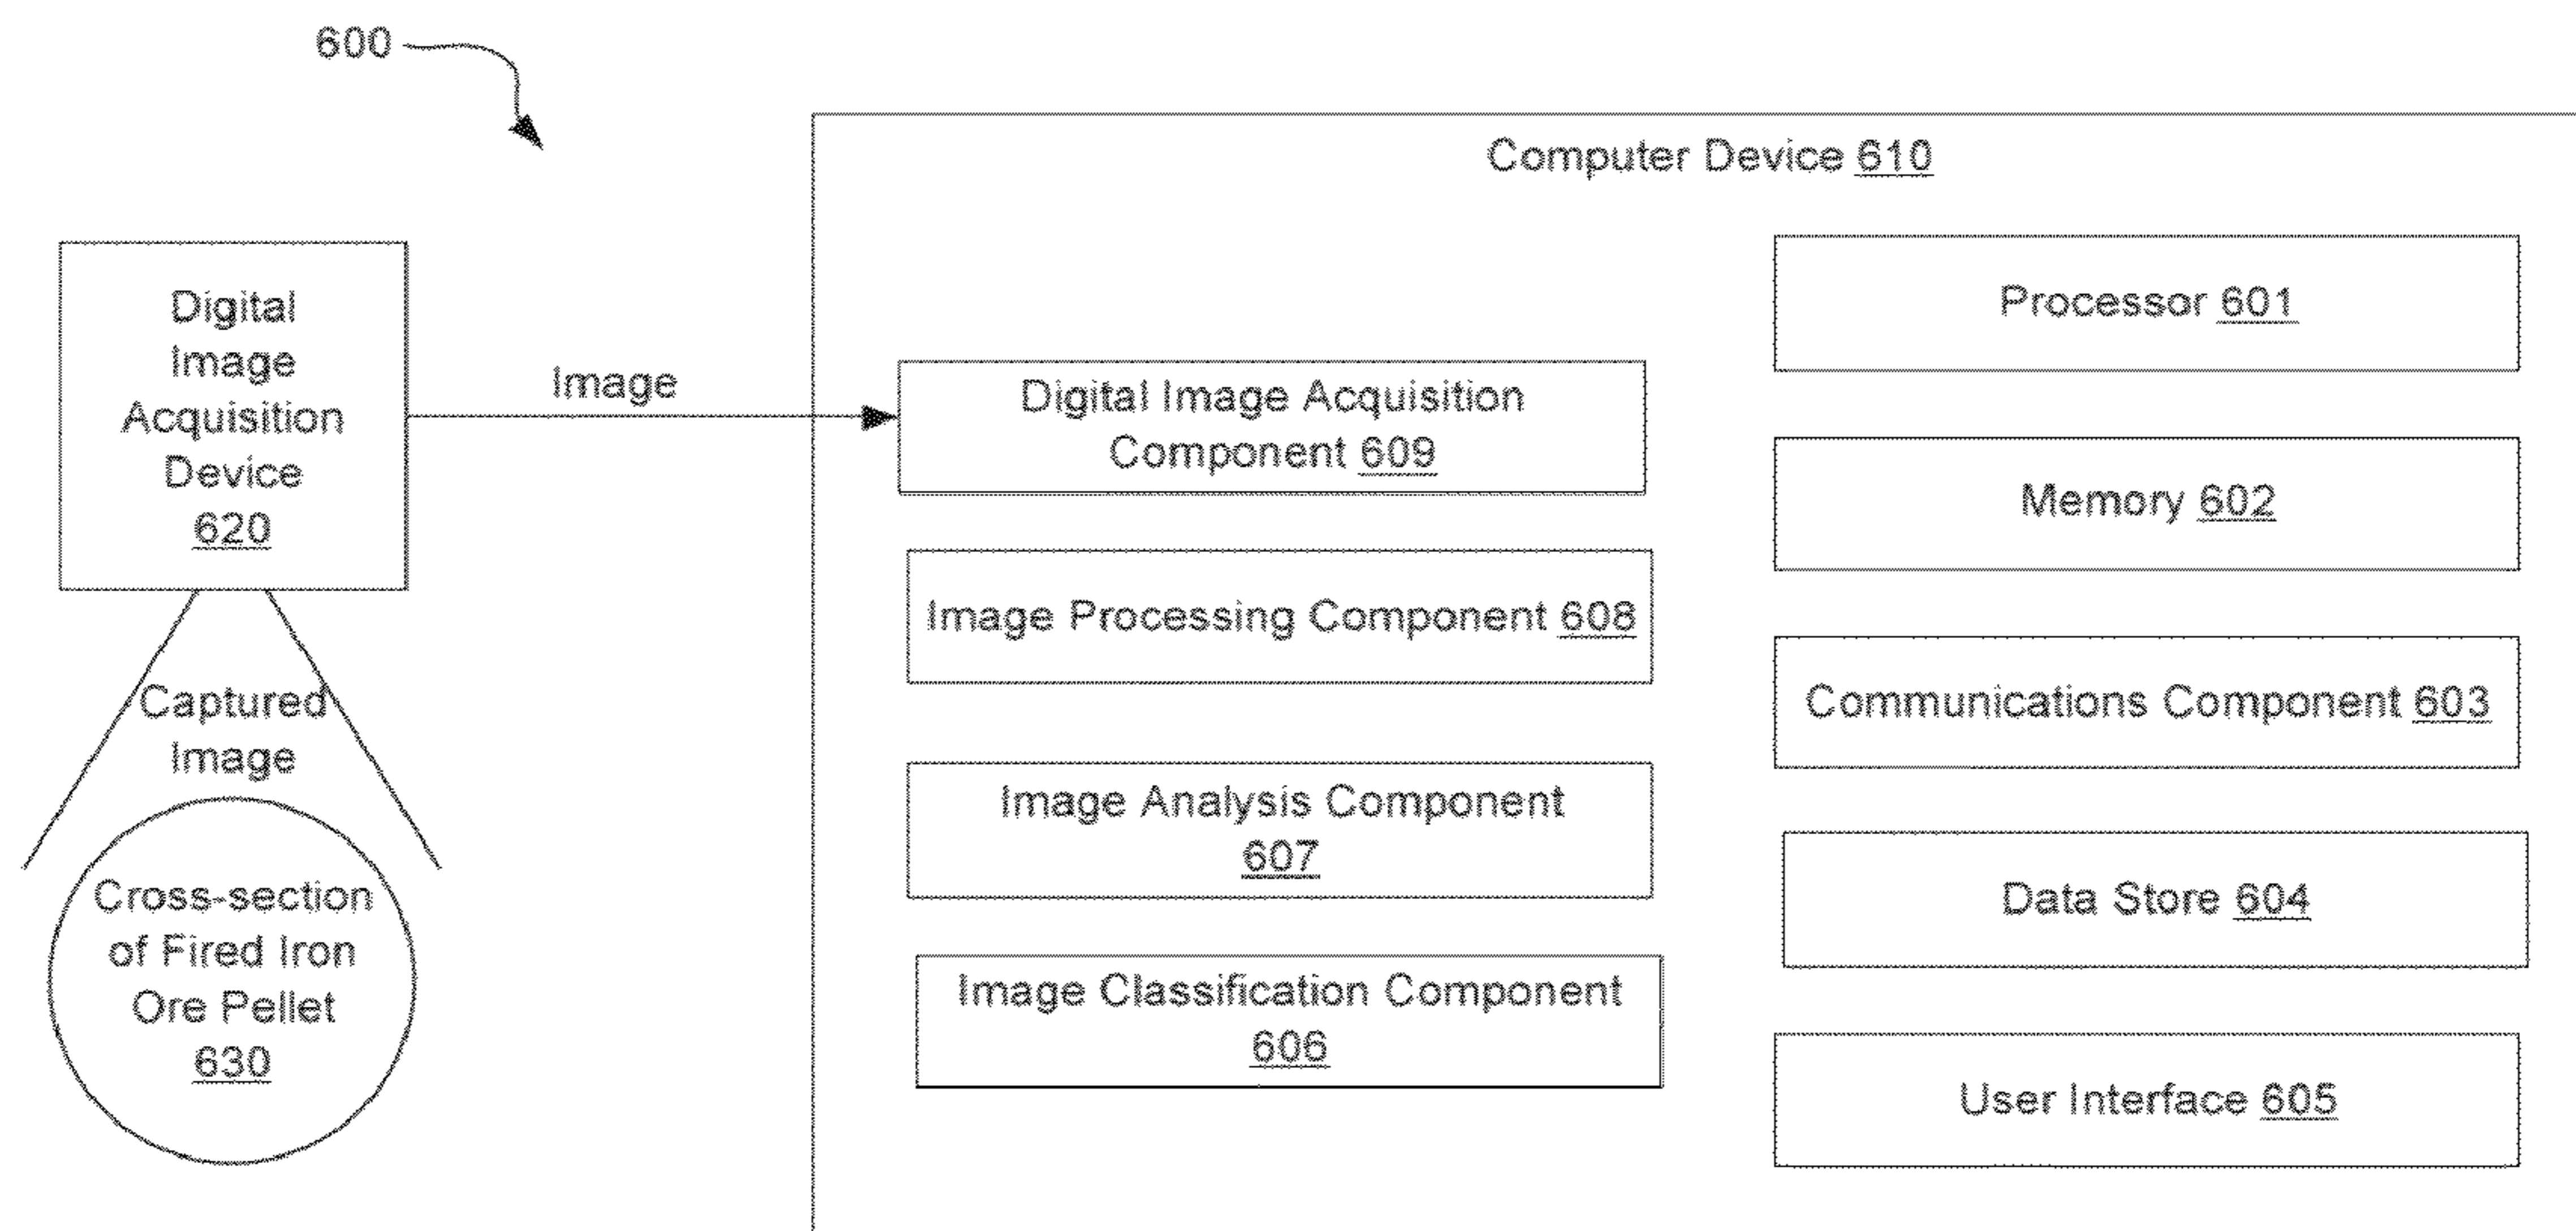 600
Computer Device 610
Digital
Image
Acquisition
Device
620
Image
Captured
Image
Cross-section
of Fired Iron
Ore Pellet
630
Digital Image Acquisition
Component 609
Image Processing Component 608
Image Analysis Component
607
Image Classification Component
606
Processor 601
Memory 602
Communications Component 603
Data Store 604
User Interface 605